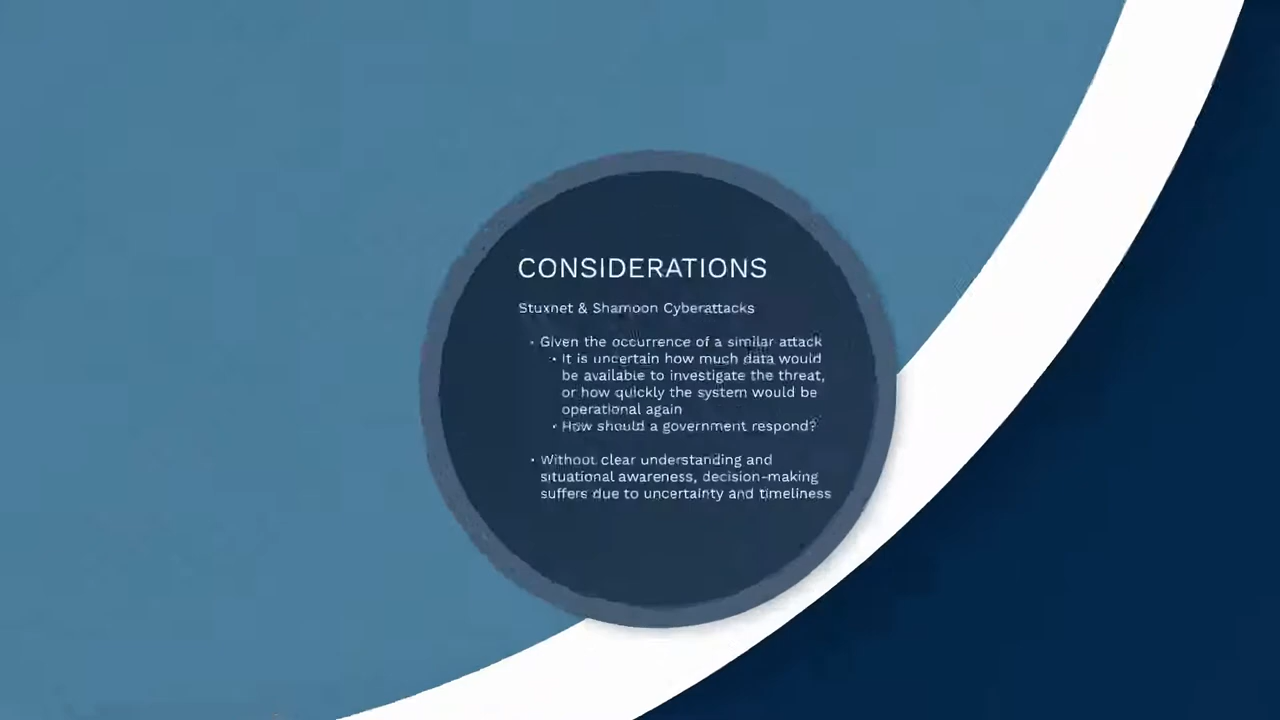 CONSIDERATIONS
Stuxnet & Shamoon Cyberattacks
• Given the occurrence of a similar attack
• It is uncertain how much data would
be available to investigate the threat,
or how quickly the system would be
operational again
• How should a government respond?
• Without clear understanding and
situational awareness, decision-making
suffers due to uncertainty and timeliness